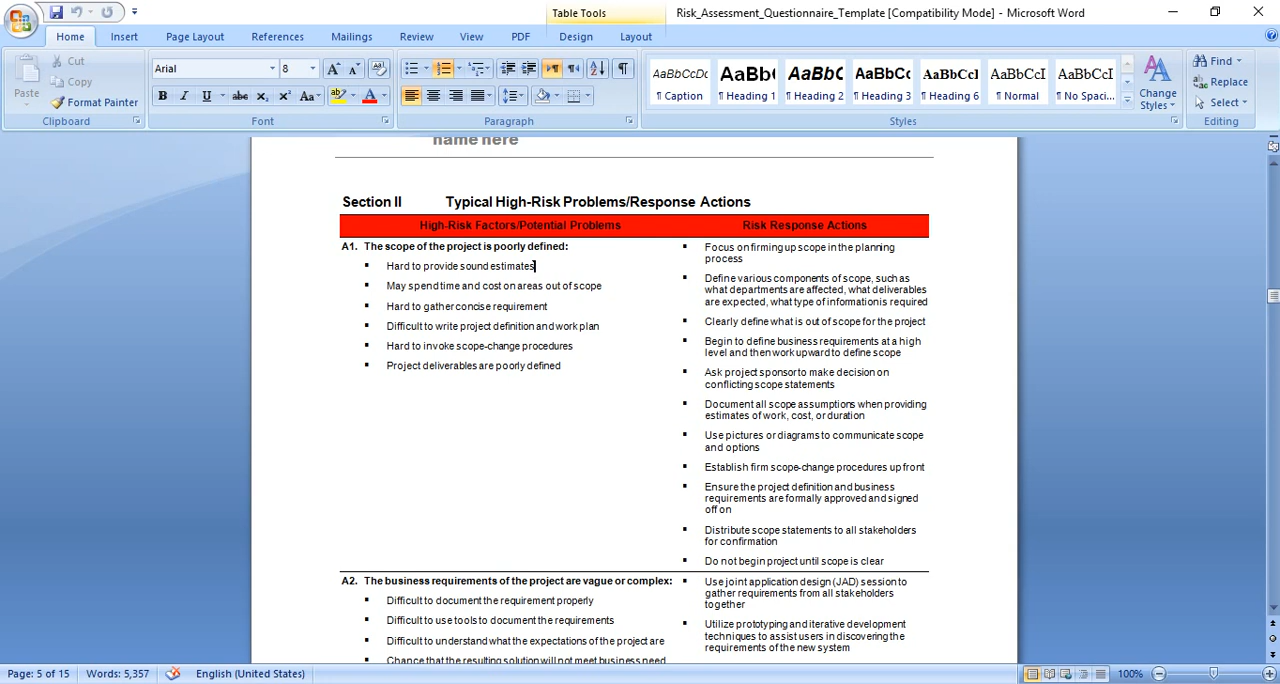 Table Tools
Risk_Assessment_Questionnaire_Template [Compatibility Mode] - Microsoft Word
Home Insert Page Layout References Mailings Review View PDF Design Layout
Paste
Cut
Copy
Format Painter
Clipboard
Arial 8
Font
Paragraph
AaBbCcDc AaBbC AaBbC AaBbCc AaBbCcI AaBbCcI AaBbCcI
¶ Caption ¶ Heading 1 ¶ Heading 2 ¶ Heading 3 ¶ Heading 6 ¶ Normal ¶ No Spaci...
Change
Styles
Styles
Find
Replace
Select
Editing
name here
Section II Typical High-Risk Problems/Response Actions
High-Risk Factors/Potential Problems Risk Response Actions
A1. The scope of the project is poorly defined:
Hard to provide sound estimates
May spend time and cost on areas out of scope
Hard to gather concise requirement
Difficult to write project definition and work plan
Hard to invoke scope-change procedures
Project deliverables are poorly defined
Focus on firming up scope in the planning
process
Define various components of scope, such as
what departments are affected, what deliverables
are expected, what type of information is required
Clearly define what is out of scope for the project
Begin to define business requirements at a high
level and then work upward to define scope
Ask project sponsor to make decision on
conflicting scope statements
Document all scope assumptions when providing
estimates of work, cost, or duration
Use pictures or diagrams to communicate scope
and options
Establish firm scope-change procedures up front
Ensure the project definition and business
requirements are formally approved and signed
off on
Distribute scope statements to all stakeholders
for confirmation
Do not begin project until scope is clear
A2. The business requirements of the project are vague or complex:
Difficult to document the requirement properly
Difficult to use tools to document the requirements
Difficult to understand what the expectations of the project are
Chance that the resulting solution will not meet business need
Use joint application design (JAD) session to
gather requirements from all stakeholders
together
Utilize prototyping and iterative development
techniques to assist users in discovering the
requirements of the new system
Page: 5 of 15 Words: 5,357 English (United States) 100%